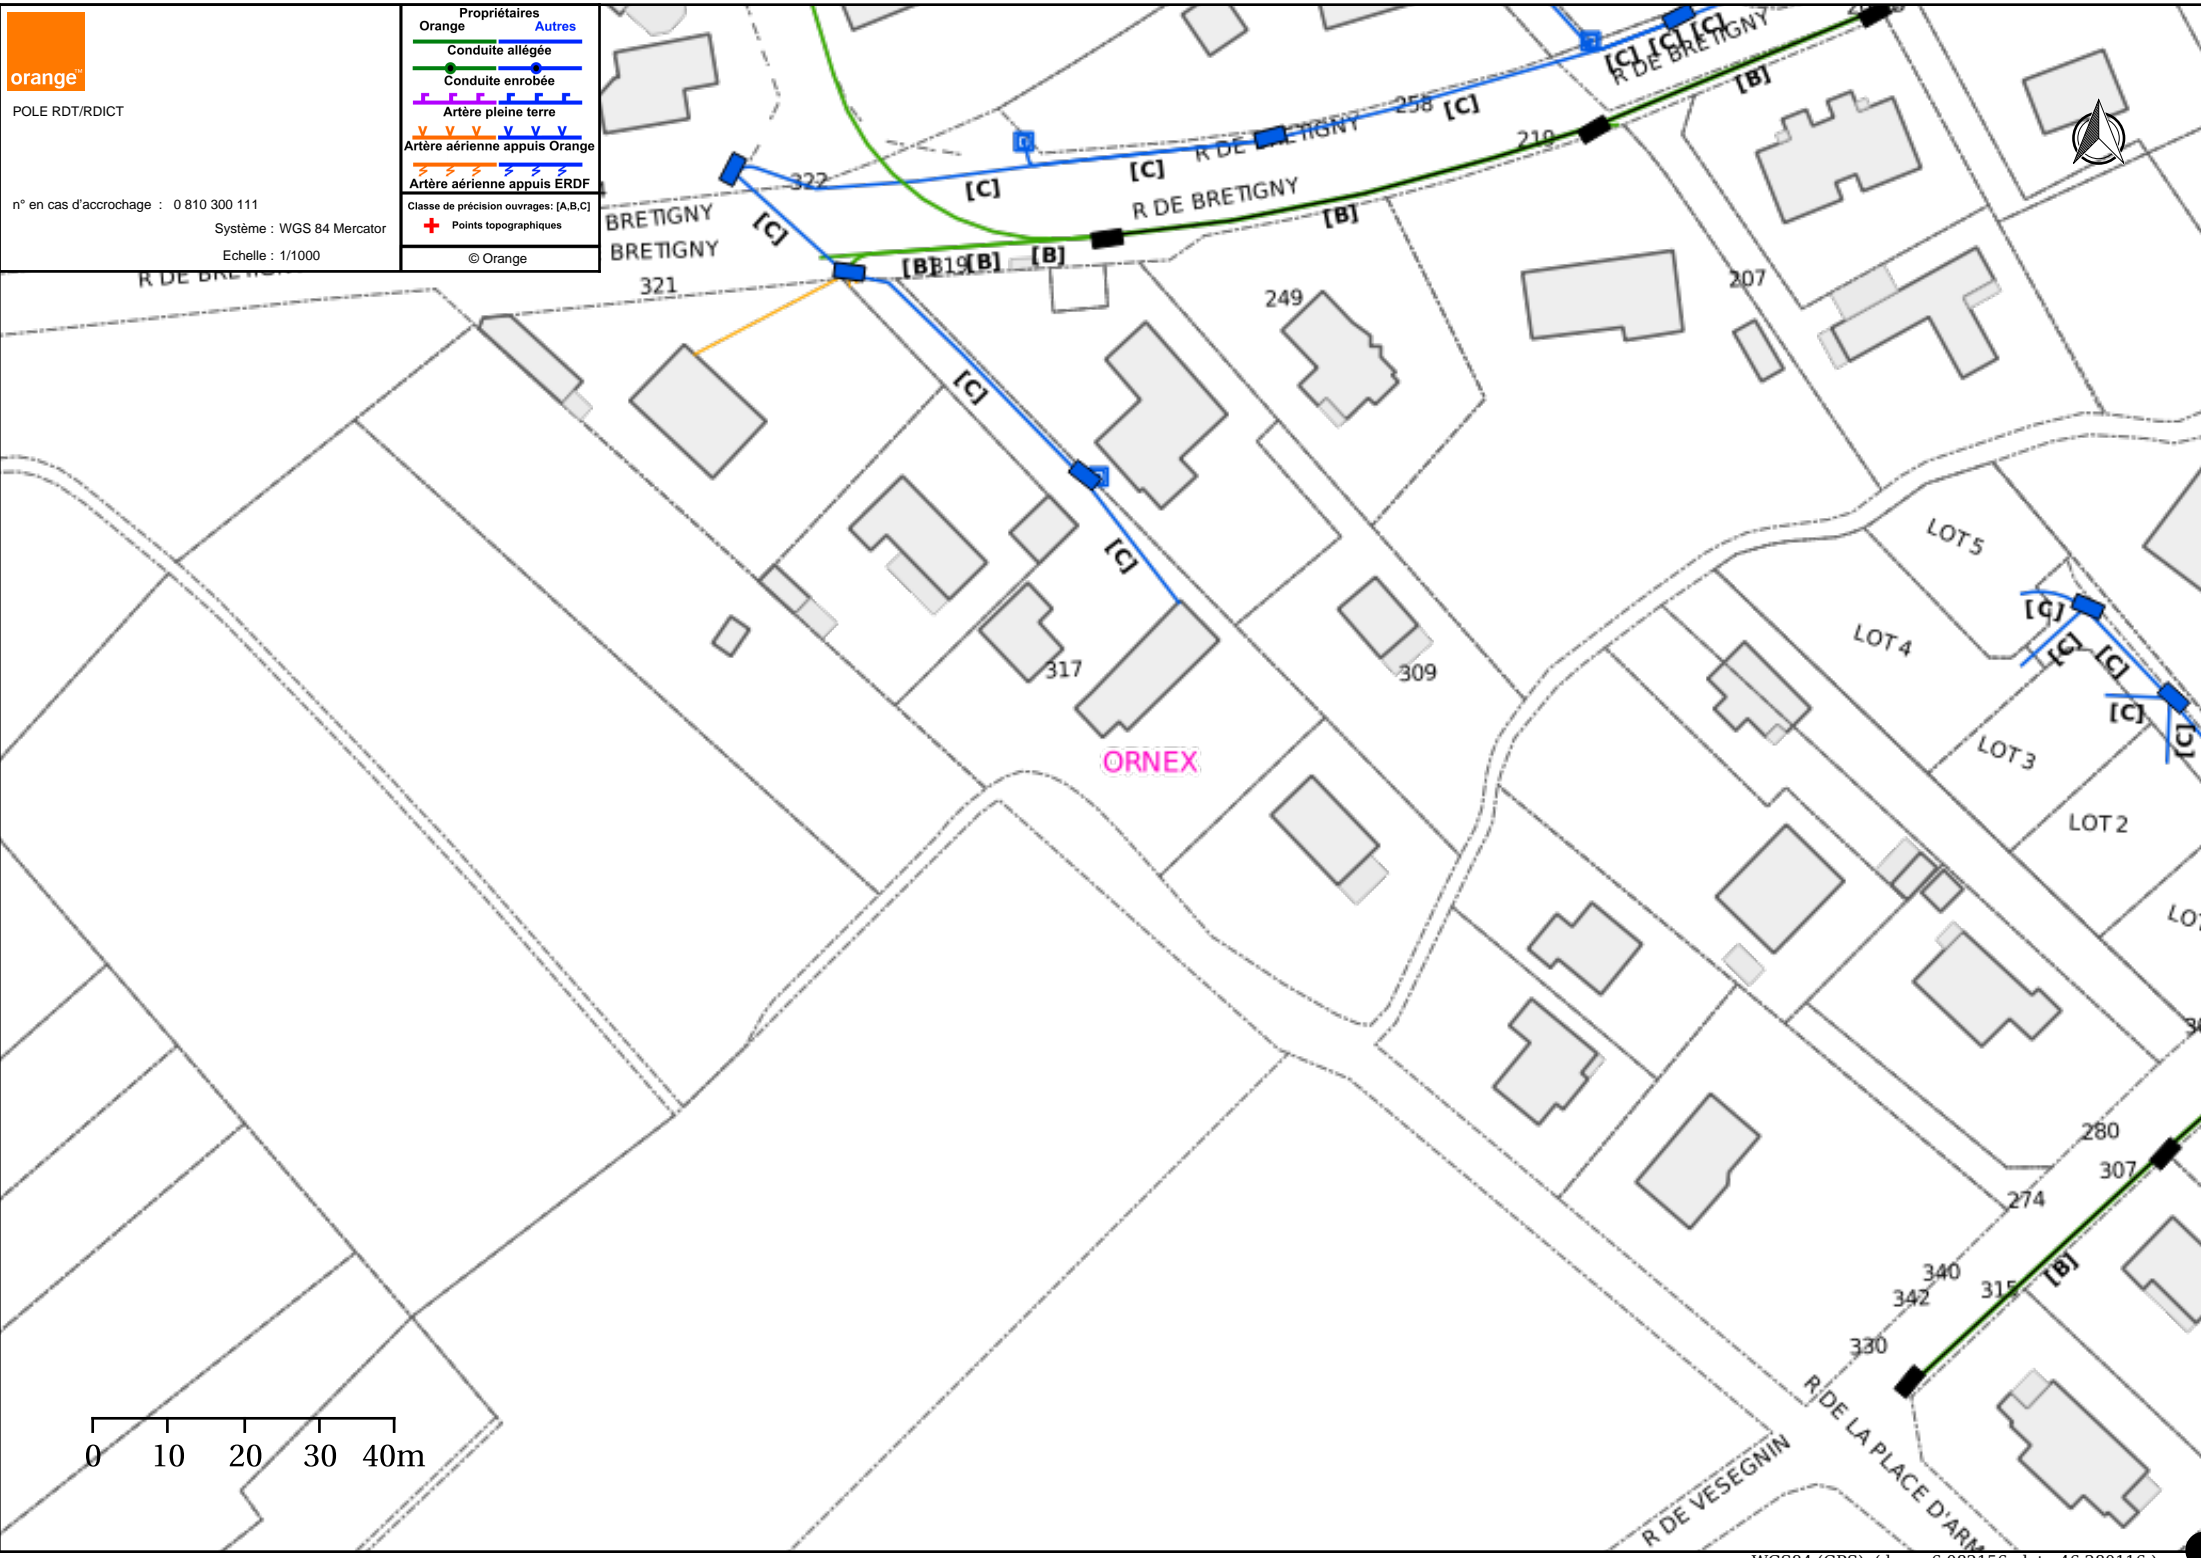 orange™
POLE RDT/RDICT
n° en cas d'accrochage : 0 810 300 111
Système : WGS 84 Mercator
Echelle : 1/1000
Propriétaires
Orange Autres
Conduite allégée
Conduite enrobée
Artère pleine terre
Artère aérienne appuis Orange
Artère aérienne appuis ERDF
Classe de précision ouvrages: [A,B,C]
Points topographiques
© Orange
[C] [C] [C]
R DE BRETIGNY
[B]
258
[C]
R DE BRETIGNY
219
322
[C]
[C]
R DE BRETIGNY
[B]
BRETIGNY
[C]
BRETIGNY
[B]
319
[B]
[B]
321
249
207
[C]
[C]
LOT 5
[C]
LOT 4
[C]
[C]
317
309
[C]
[C]
LOT 3
ORNEX
LOT 2
280
307
274
[B]
340
315
342
330
R DE LA PLACE D'ARM
R DE VESEGNIN
0 10 20 30 40m